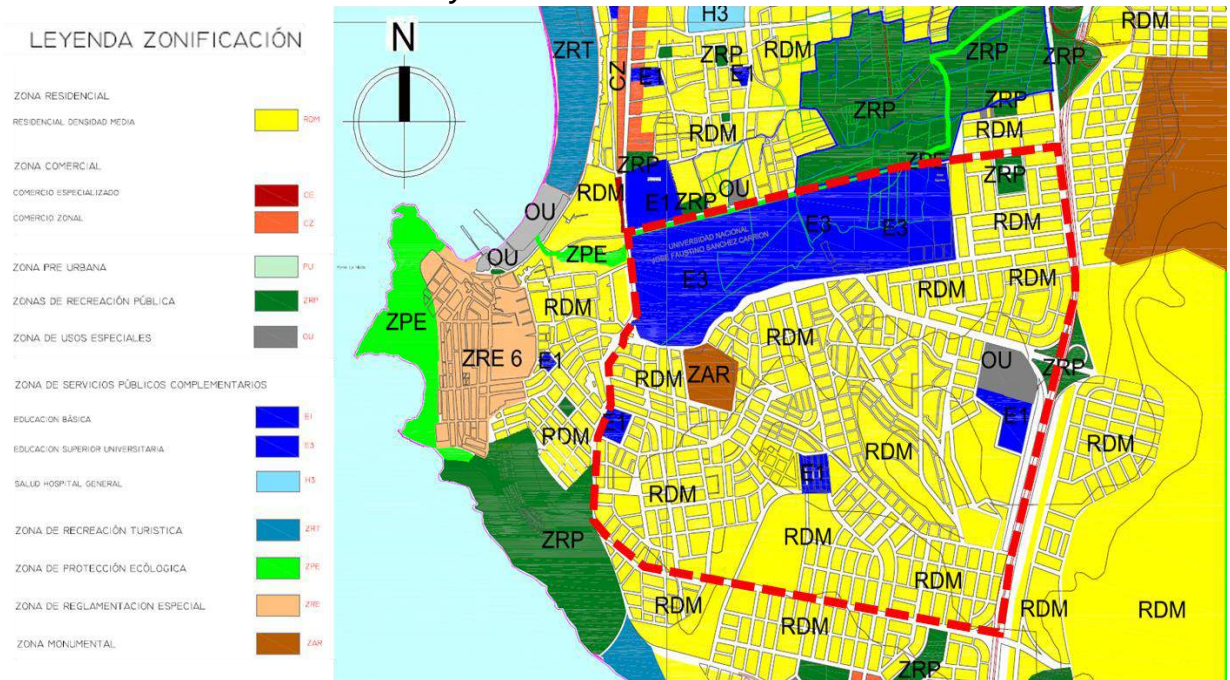 LEYENDA ZONIFICACIÓN
ZONA RESIDENCIAL
RESIDENCIAL DENSIDAD MEDIA RDM
ZONA COMERCIAL
COMERCIO ESPECIALIZADO CE
COMERCIO ZONAL CZ
ZONA PRE URBANA PU
ZONAS DE RECREACIÓN PÚBLICA ZRP
ZONA DE USOS ESPECIALES OU
ZONA DE SERVICIOS PÚBLICOS COMPLEMENTARIOS
EDUCACION BÁSICA E1
EDUCACION SUPERIOR UNIVERSITARIA E3
SALUD HOSPITAL GENERAL H3
ZONA DE RECREACIÓN TURISTICA ZRT
ZONA DE PROTECCIÓN ECÓLOGICA ZPE
ZONA DE REGLAMENTACION ESPECIAL ZRE
ZONA MONUMENTAL ZAR
N
H3
RDM
ZRT
ZRP
RDM
ZRP
ZRP
CZ
E1
E1
ZRP
ZRP
RDM
RDM
ZRP
ZPE
RDM
E1
ZRP
OU
ZRP
OU
E3
E3
RDM
UNIVERSIDAD NACIONAL
JOSE FAUSTINO SANCHEZ CARRION
OU
ZPE
E3
RDM
RDM
RDM
ZPE
RDM
ZRE 6
E1
RDM
ZAR
OU
ZRP
E1
E1
RDM
RDM
RDM
E1
RDM
ZRP
RDM
RDM
RDM
RDM
RDM
RDM
RDM
ZRP